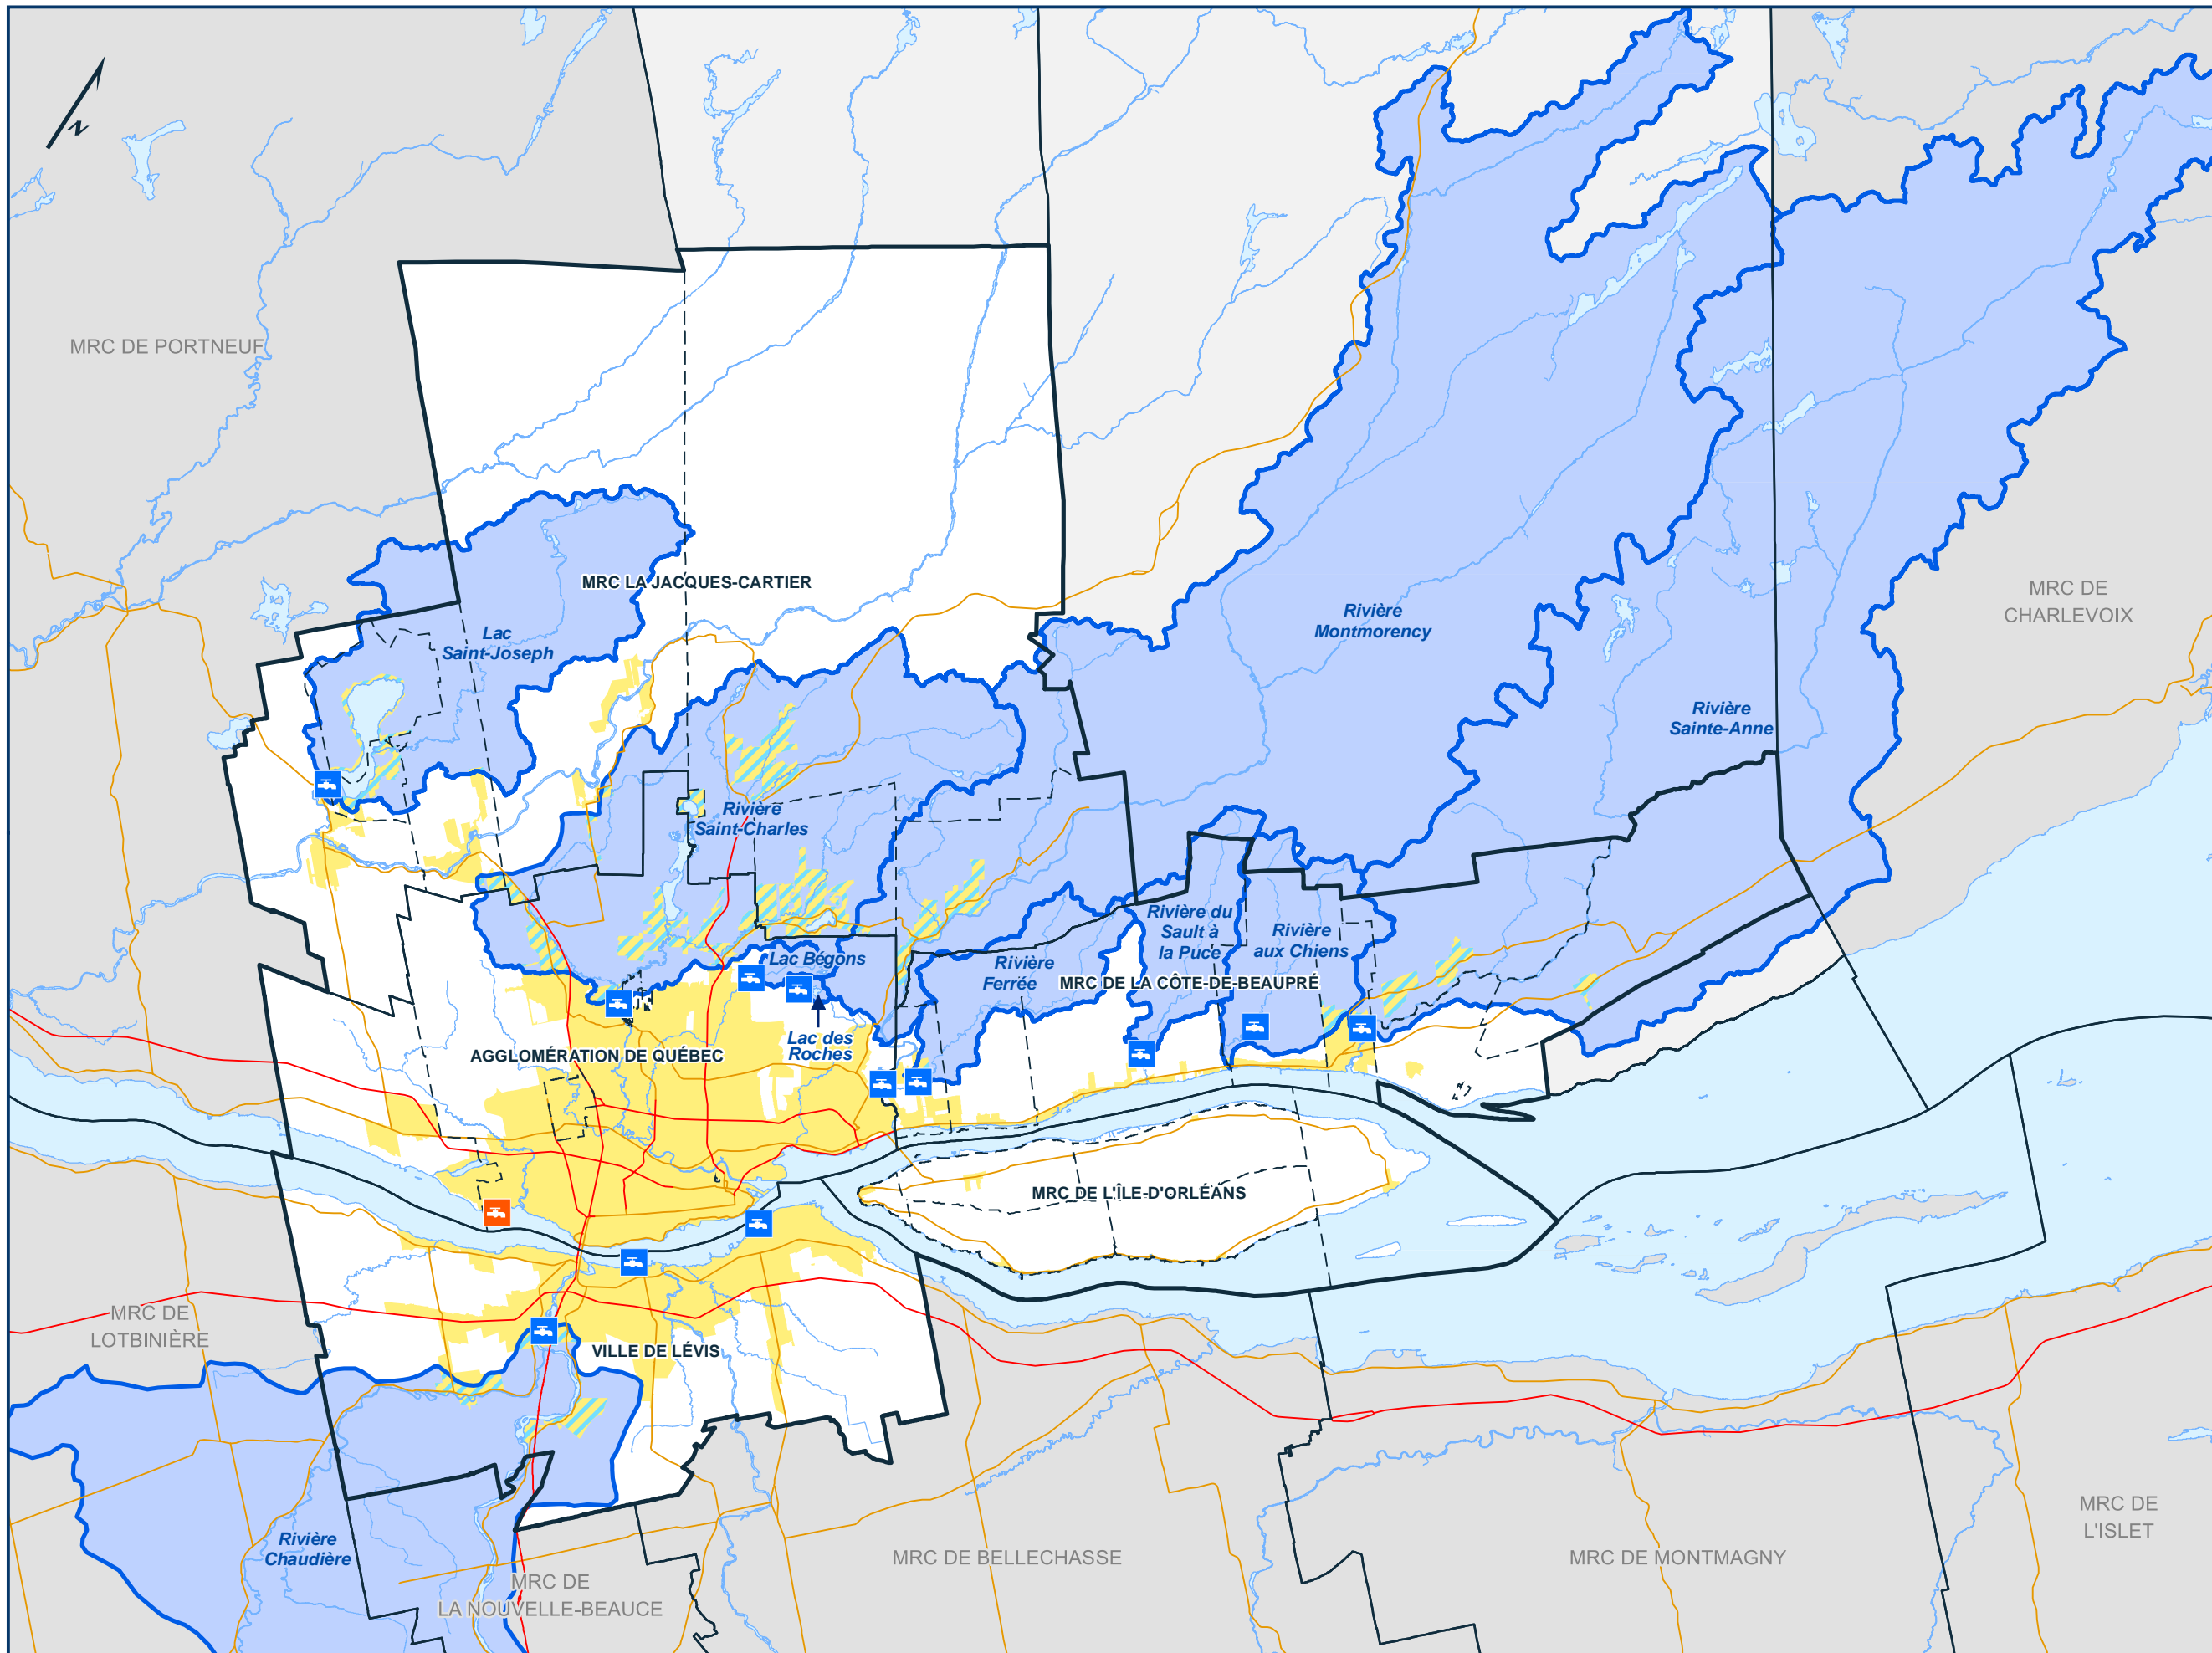 N
MRC DE PORTNEUF
MRC LA JACQUES-CARTIER
MRC DE
CHARLEVOIX
Rivière
Montmorency
Lac
Saint-Joseph
Rivière
Sainte-Anne
Rivière
Saint-Charles
Rivière du
Sault à
la Puce
Rivière
aux Chiens
Lac Bégons
Rivière
Ferrée
MRC DE LA CÔTE-DE-BEAUPRÉ
Lac des
Roches
AGGLOMÉRATION DE QUÉBEC
MRC DE L'ÎLE-D'ORLÉANS
MRC DE
LOTBINIÈRE
VILLE DE LÉVIS
Rivière
Chaudière
MRC DE
LA NOUVELLE-BEAUCE
MRC DE BELLECHASSE
MRC DE MONTMAGNY
MRC DE
L'ISLET